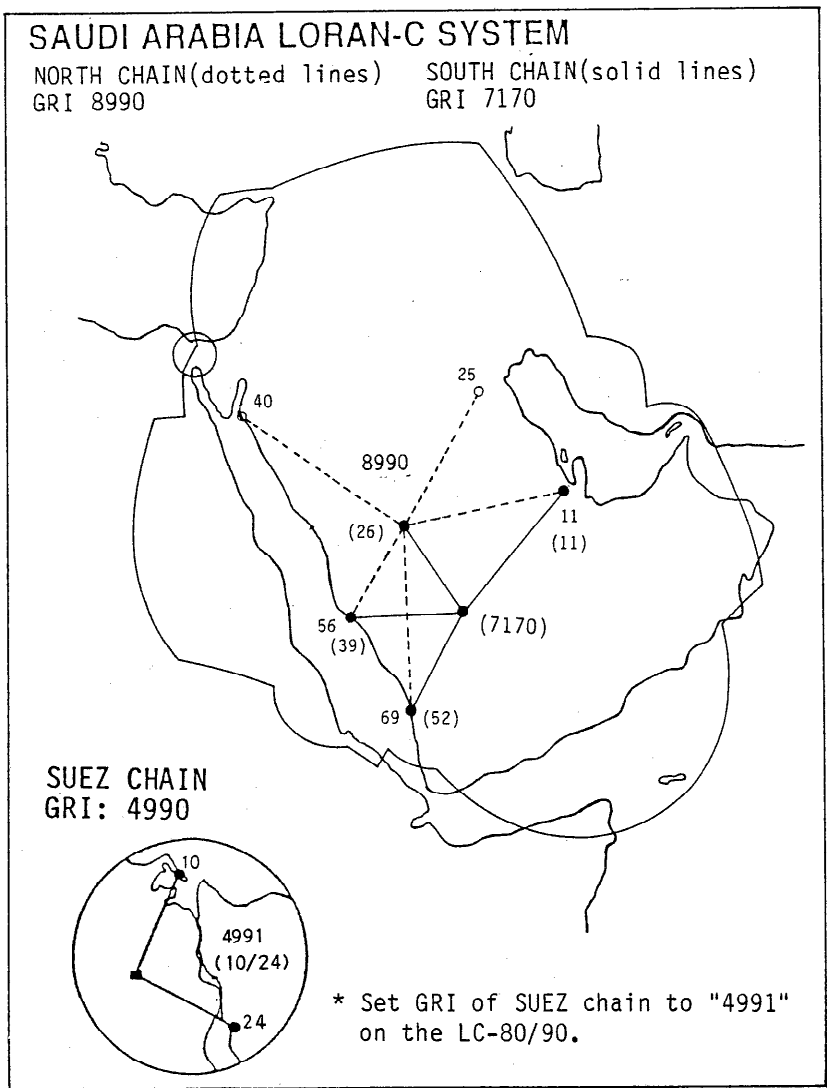 SAUDI ARABIA LORAN-C SYSTEM
NORTH CHAIN(dotted lines)
GRI 8990
SOUTH CHAIN(solid lines)
GRI 7170
25
40
8990
(26)
11
(11)
56
(39)
(7170)
69 (52)
SUEZ CHAIN
GRI: 4990
10
4991
(10/24)
24
* Set GRI of SUEZ chain to "4991"
on the LC-80/90.